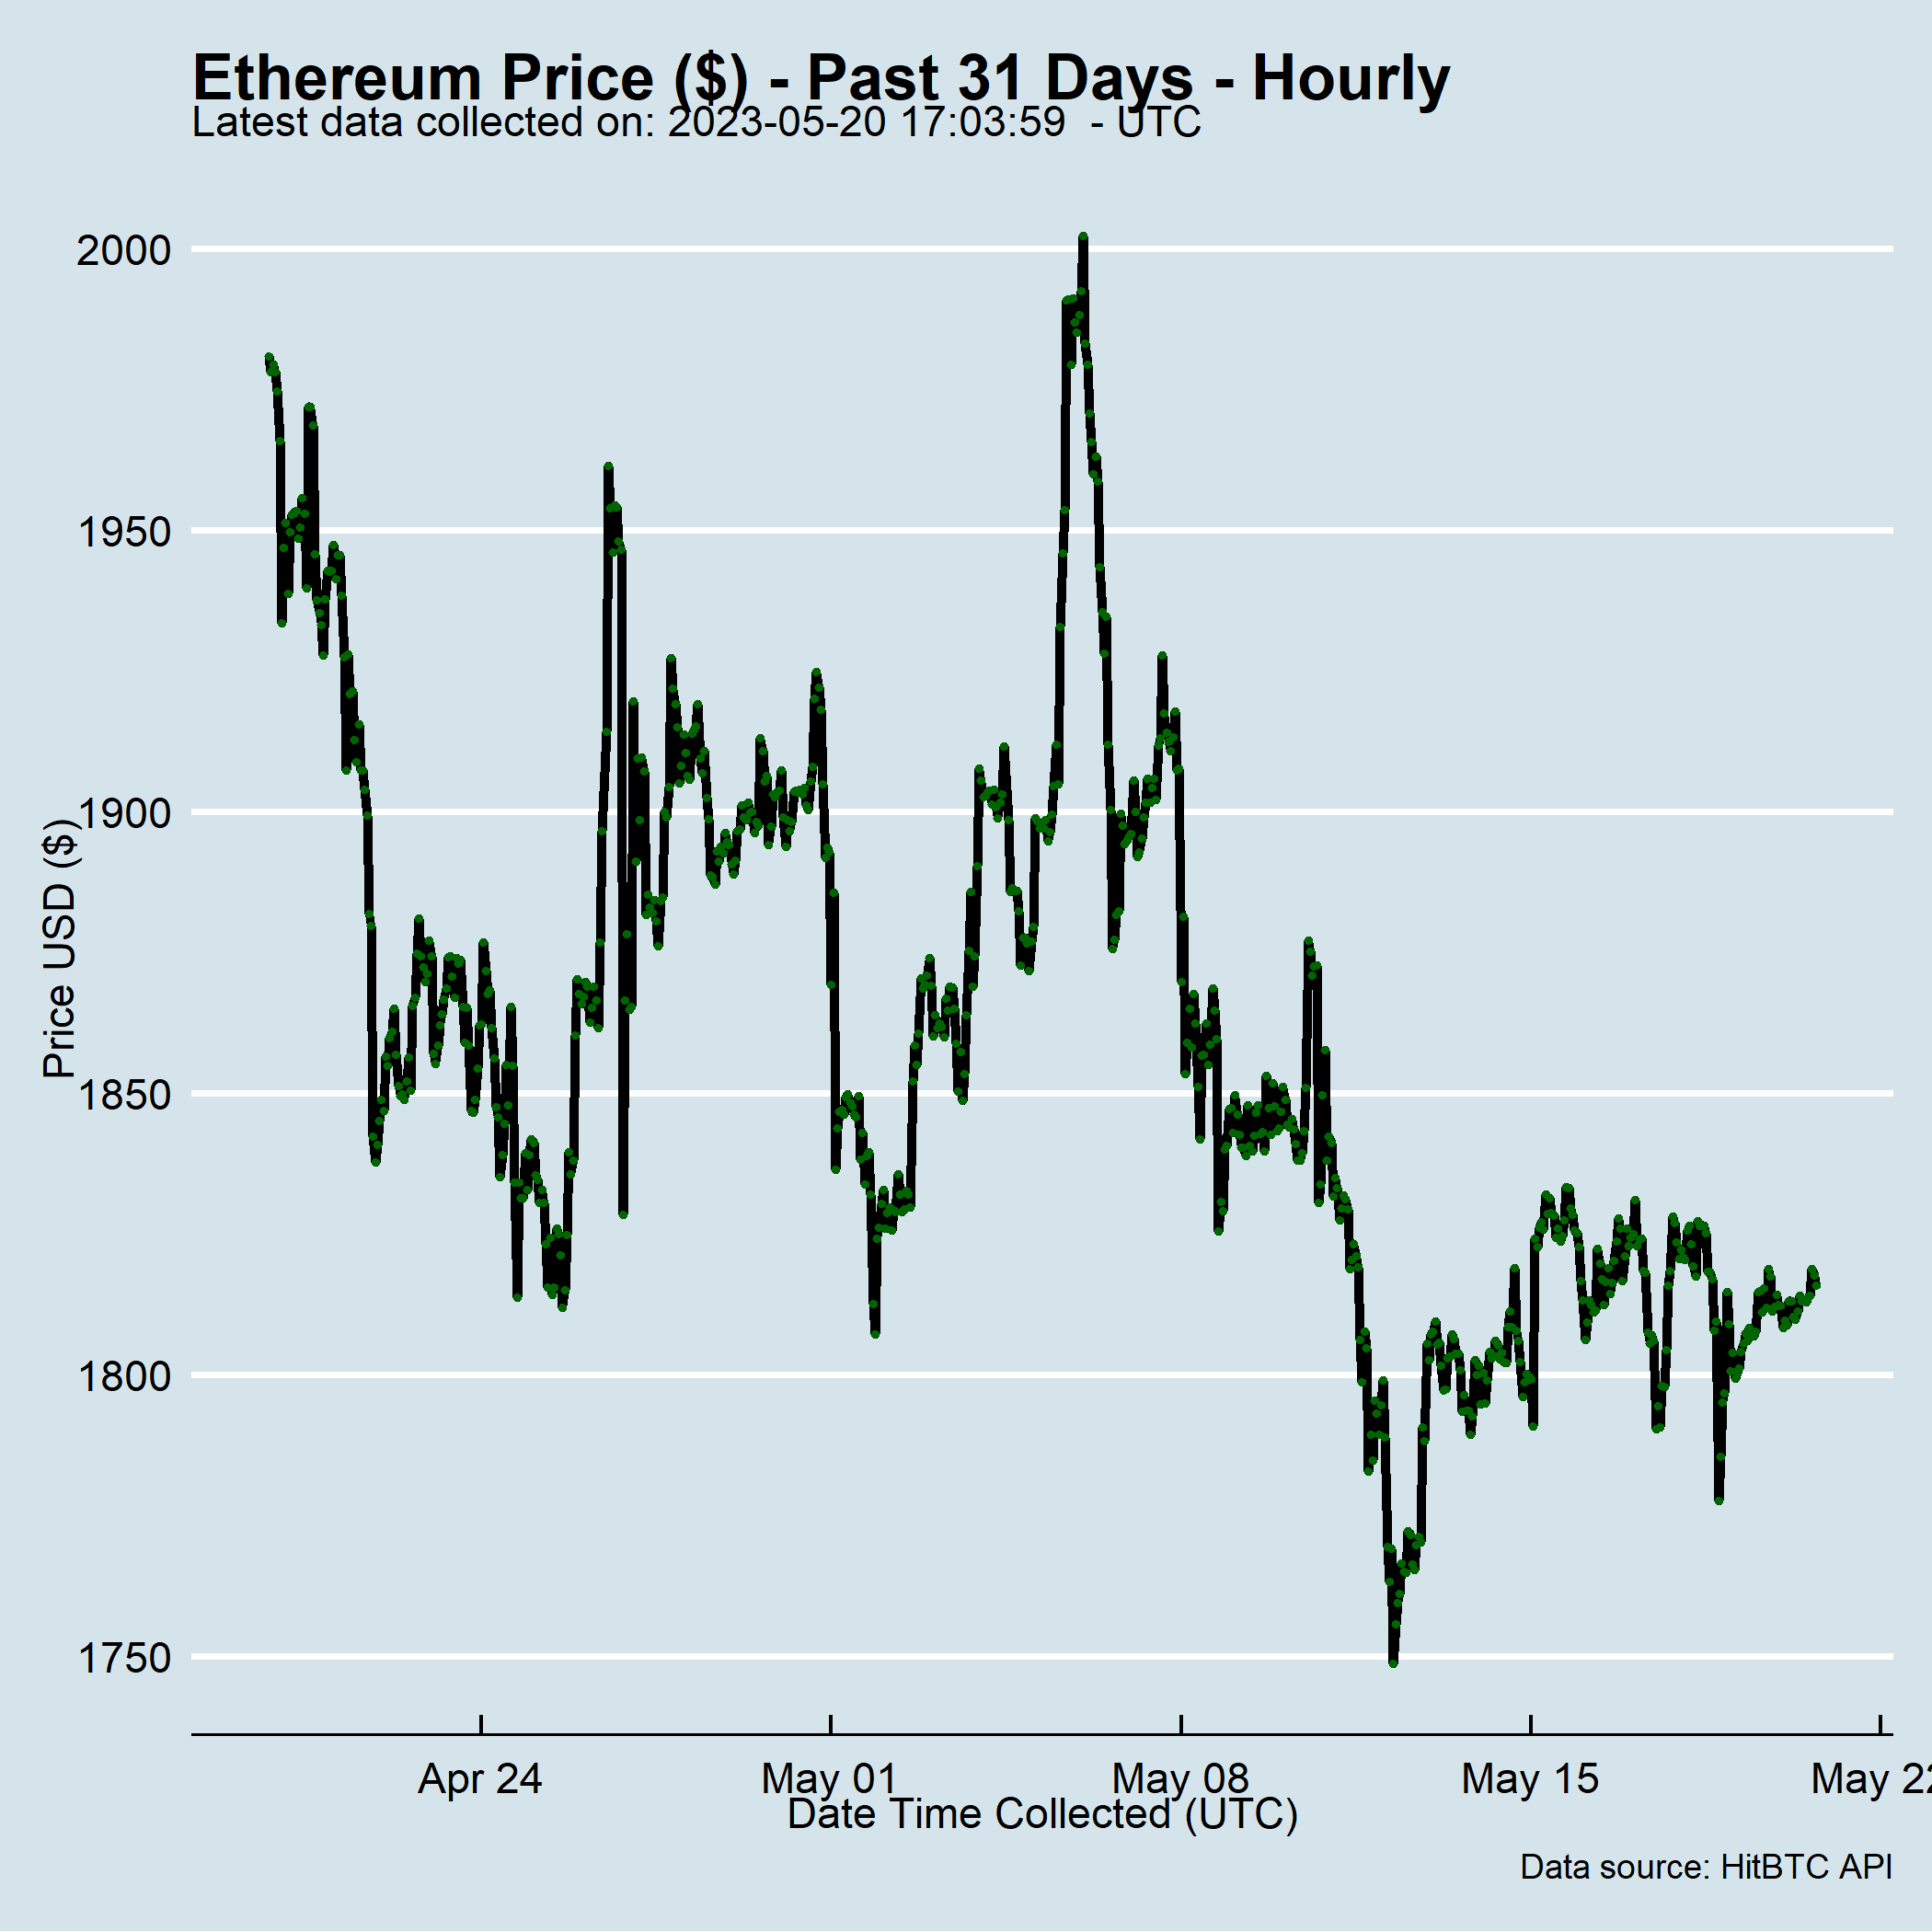 Ethereum Price ($) - Past 31 Days - Hourly
Latest data collected on: 2023-05-20 17:03:59  - UTC
2000
1950
1900
1850
1800
1750
Price USD ($)
Apr 24
May 01
May 08
May 15
May 22
Date Time Collected (UTC)
Data source: HitBTC API